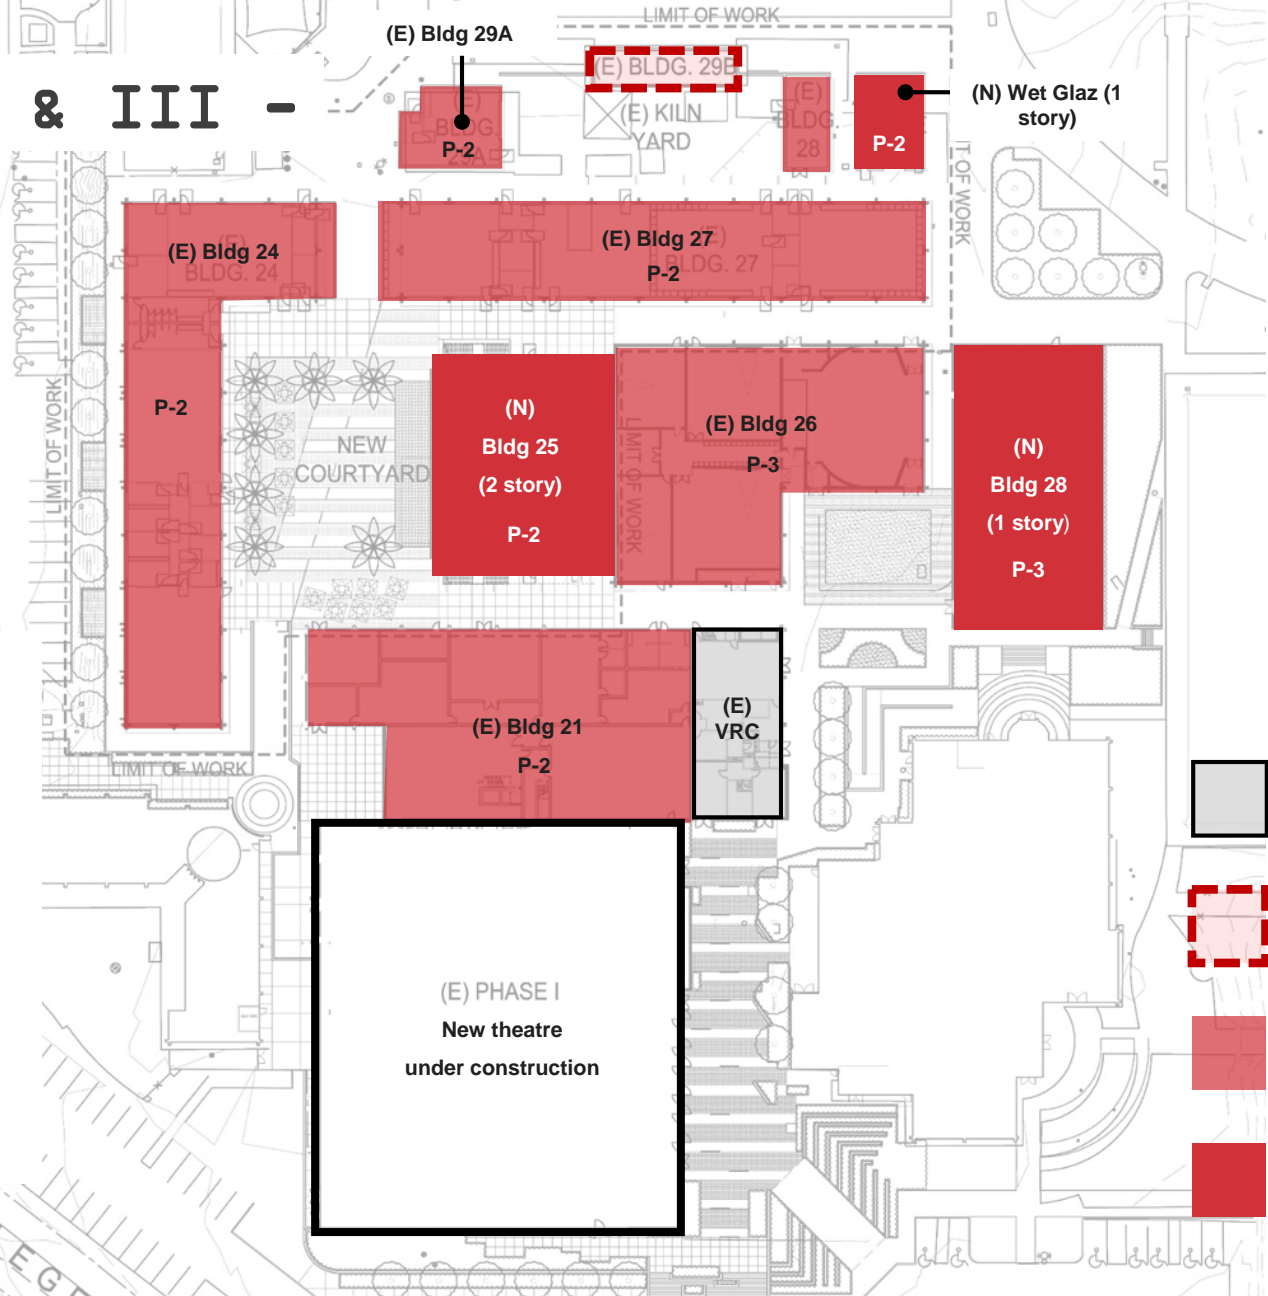 LIMIT OF WORK
(E) Bldg 29A
(E) BLDG. 29B
& III -
(E)
BLDG.
29A
P-2
(E) KILN
YARD
(E)
BLDG.
28
P-2
(N) Wet Glaz (1
story)
IT OF WORK
(E) Bldg 24
(E)
BLDG. 24
(E) Bldg 27
(E)
BLDG. 27
P-2
P-2
LIMIT OF WORK
NEW
COURTYARD
(N)
Bldg 25
(2 story)
P-2
LIMIT OF WORK
(E) Bldg 26
P-3
(N)
Bldg 28
(1 story)
P-3
(E) Bldg 21
P-2
(E)
VRC
LIMIT OF WORK
(E) PHASE I
New theatre
under construction
EG